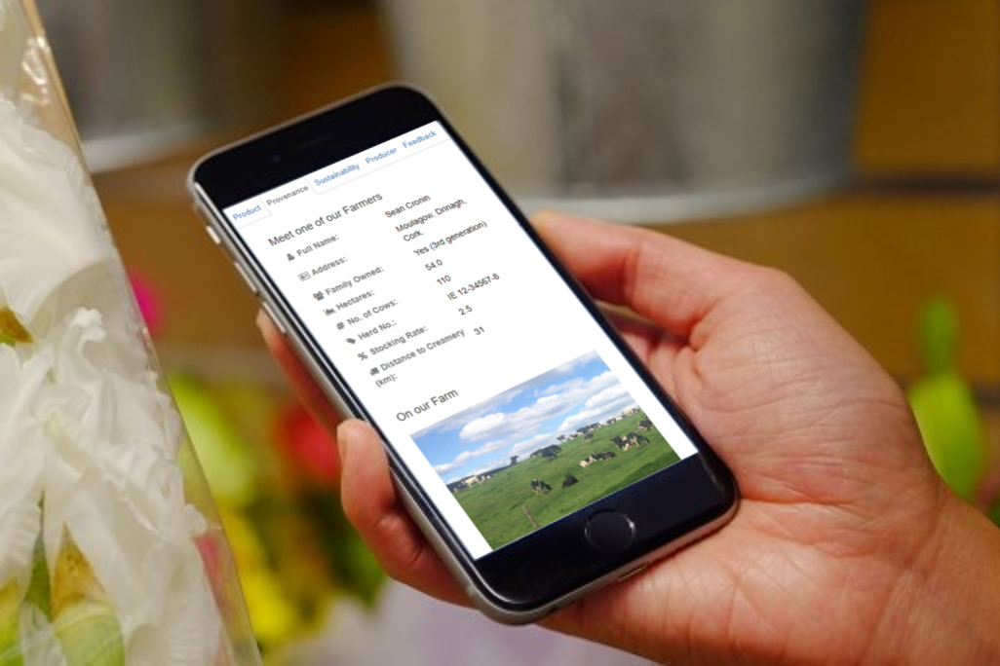 Product Provenance Sustainability Producer Feedback
Meet one of our Farmers
Full Name: Sean Cronin
Address: Moulagow, Drinagh,
Cork.
Family Owned: Yes (3rd generation)
Hectares: 54.0
No. of Cows: 110
Herd No.: IE 12-34567-8
Stocking Rate: 2.5
Distance to Creamery 31
(km):
On our Farm